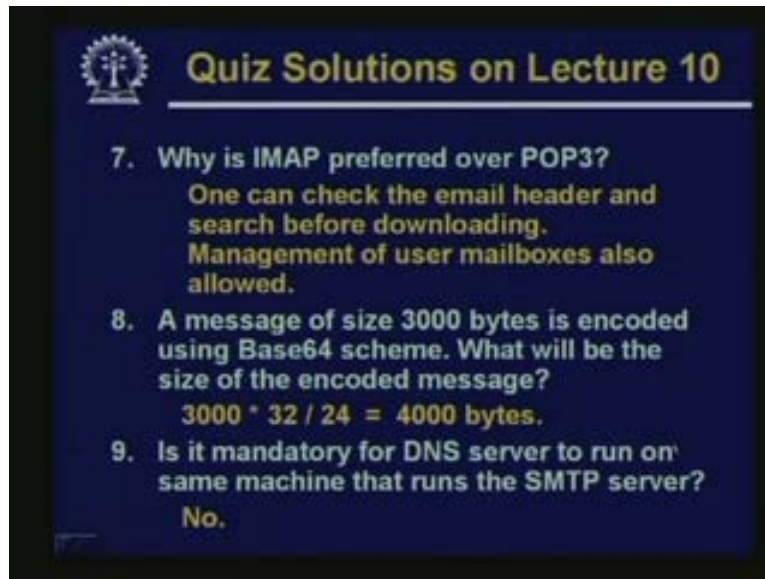 Quiz Solutions on Lecture 10
7. Why is IMAP preferred over POP3?
One can check the email header and
search before downloading.
Management of user mailboxes also
allowed.
8. A message of size 3000 bytes is encoded
using Base64 scheme. What will be the
size of the encoded message?
3000 * 32 / 24 = 4000 bytes.
9. Is it mandatory for DNS server to run on
same machine that runs the SMTP server?
No.